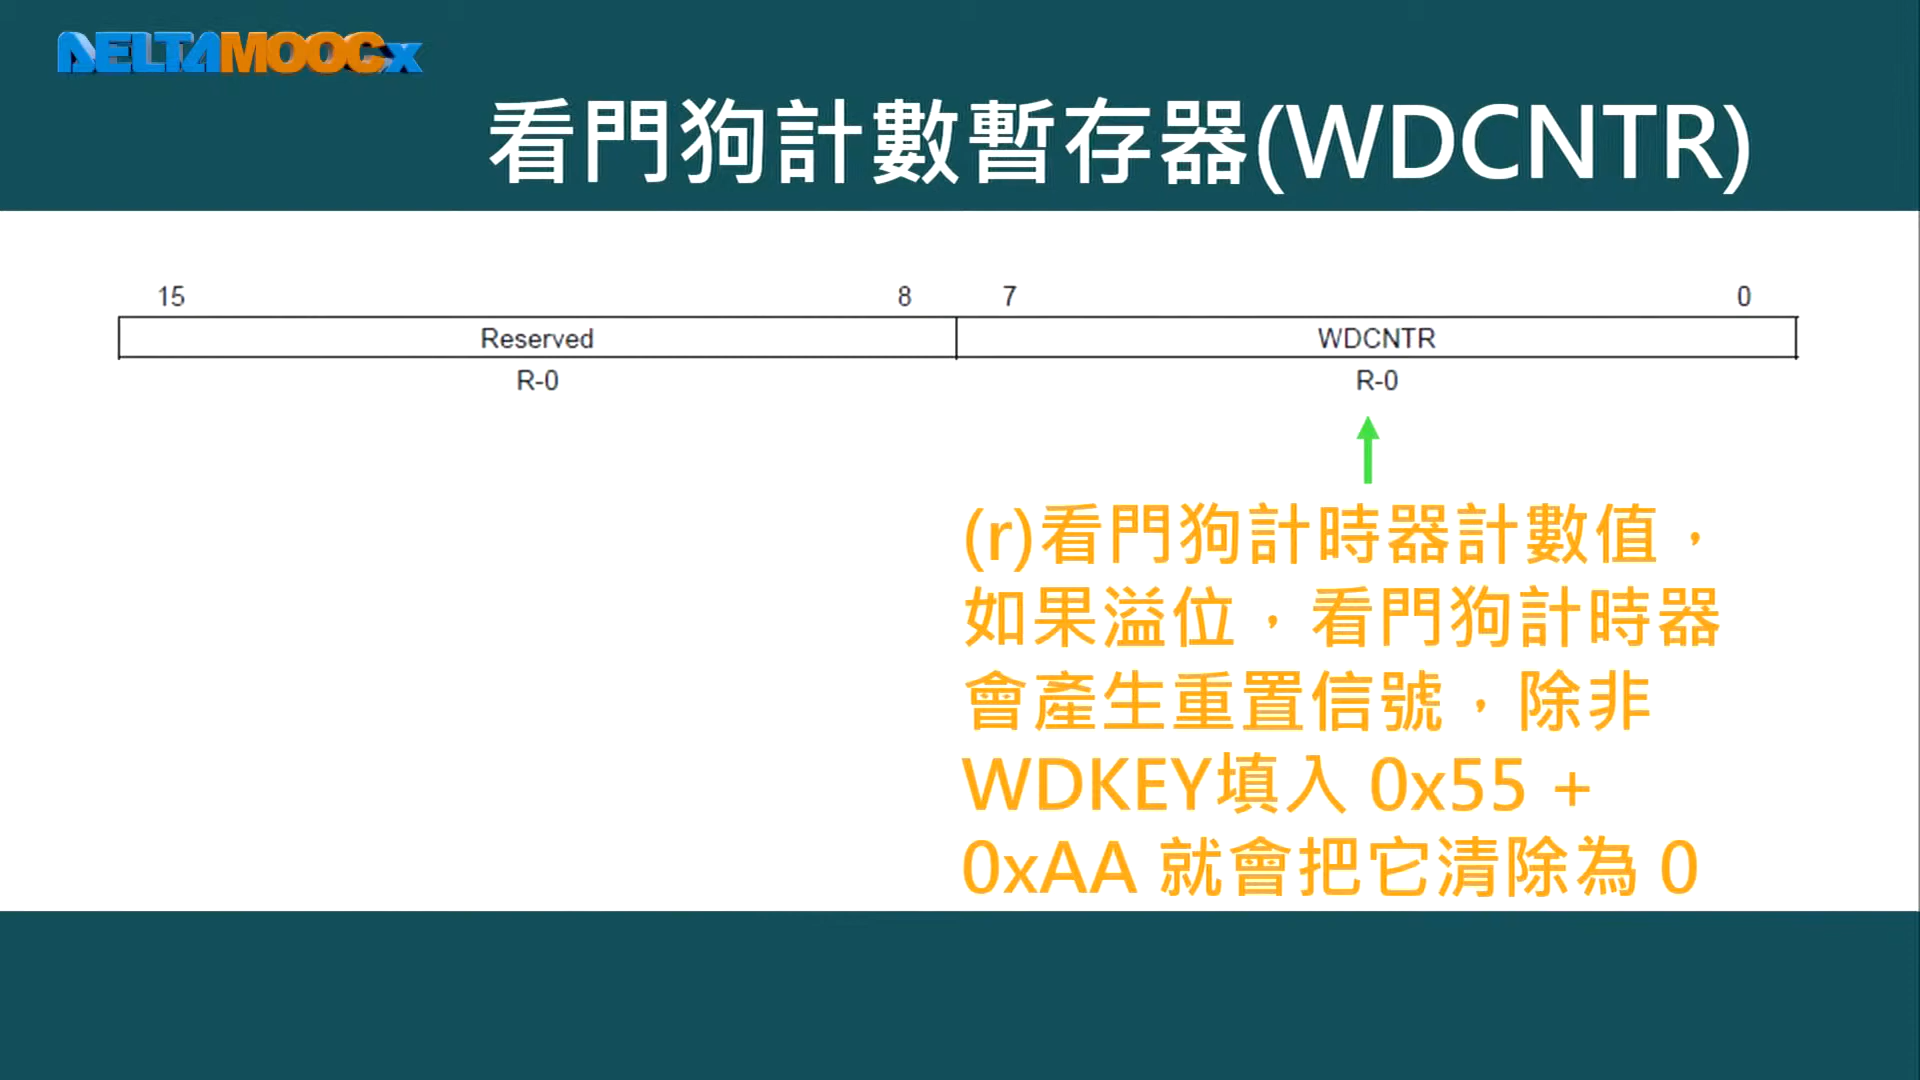 DELTAMOOCx
看門狗計數暫存器(WDCNTR)
15 8 7 0
Reserved WDCNTR
R-0 R-0
(r)看門狗計時器計數值，
如果溢位，看門狗計時器
會產生重置信號，除非
WDKEY填入 0x55 +
0xAA 就會把它清除為 0